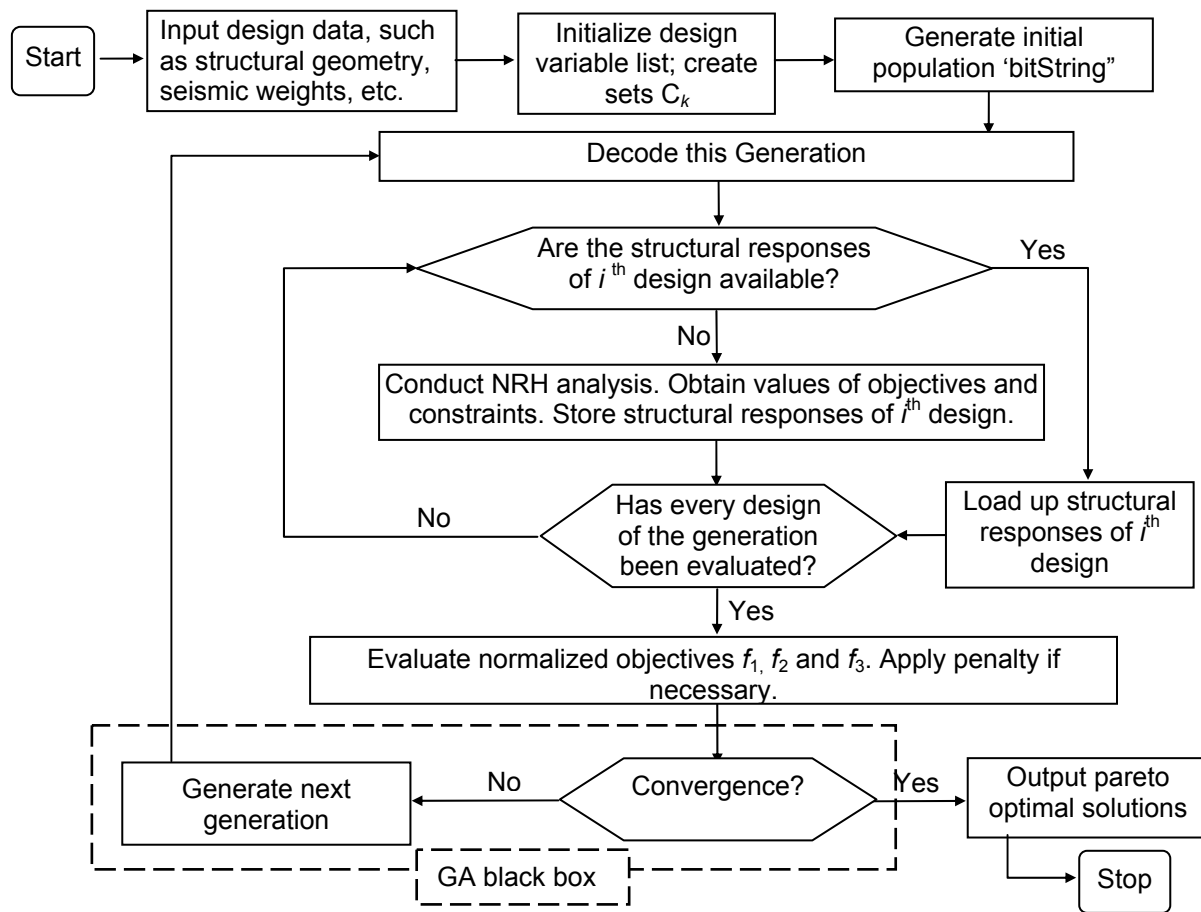 Start
Input design data, such
as structural geometry,
seismic weights, etc.
Initialize design
variable list; create
sets Ck
Generate initial
population ‘bitString”
Decode this Generation
Are the structural responses
of i th design available?
Yes
No
Conduct NRH analysis. Obtain values of objectives and
constraints. Store structural responses of ith design.
Has every design
of the generation
been evaluated?
No
Load up structural
responses of ith
design
Yes
Evaluate normalized objectives f1, f2 and f3. Apply penalty if
necessary.
Generate next
generation
No
Convergence?
Yes
Output pareto
optimal solutions
GA black box
Stop